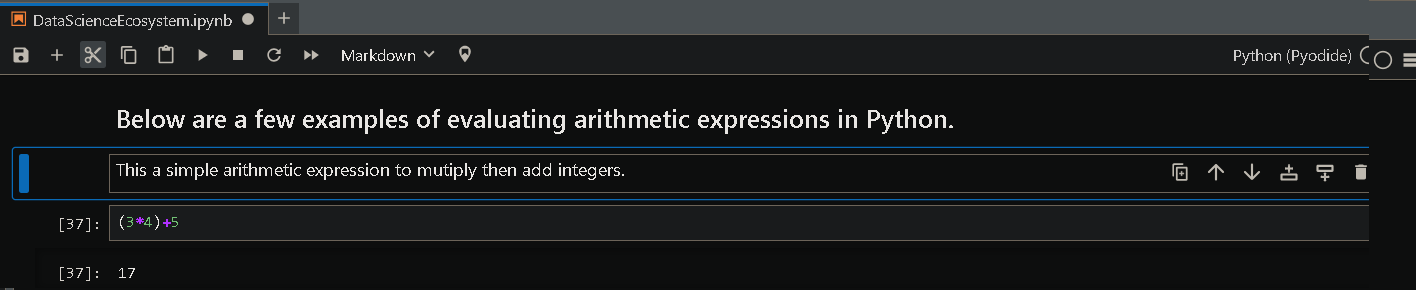 DataScienceEcosystem.ipynb
Markdown Python (Pyodide)
Below are a few examples of evaluating arithmetic expressions in Python.
This a simple arithmetic expression to mutiply then add integers.
[37]: (3*4)+5
[37]: 17